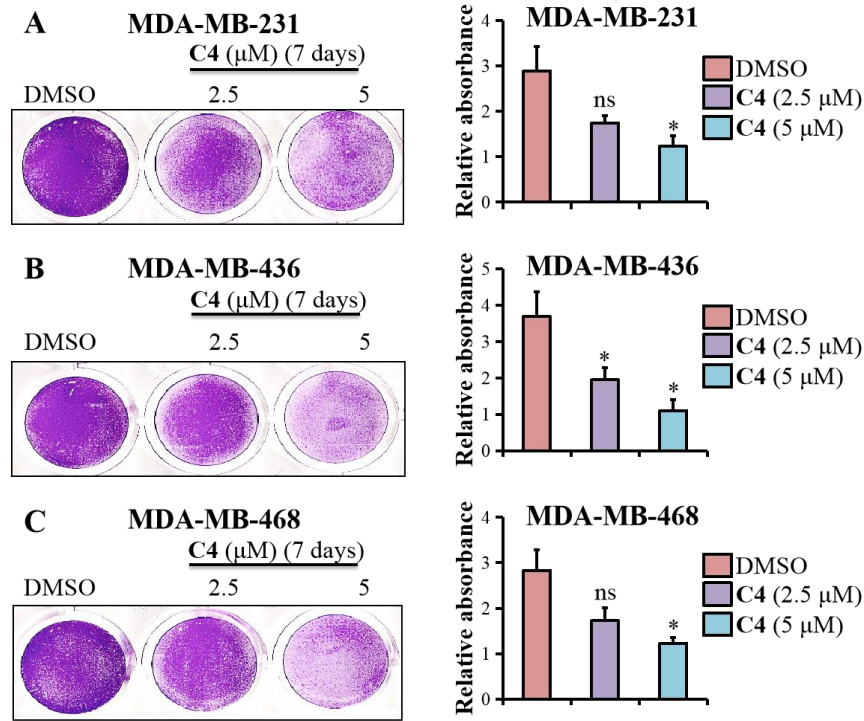 A MDA-MB-231
C4 (μM) (7 days)
DMSO 2.5 5
MDA-MB-231
Relative absorbance
4
3
2
1
0
ns
*
DMSO
C4 (2.5 μM)
C4 (5 μM)
B MDA-MB-436
C4 (μM) (7 days)
DMSO 2.5 5
MDA-MB-436
Relative absorbance
5
4
3
2
1
0
*
*
DMSO
C4 (2.5 μM)
C4 (5 μM)
C MDA-MB-468
C4 (μM) (7 days)
DMSO 2.5 5
MDA-MB-468
Relative absorbance
4
3
2
1
0
ns
*
DMSO
C4 (2.5 μM)
C4 (5 μM)